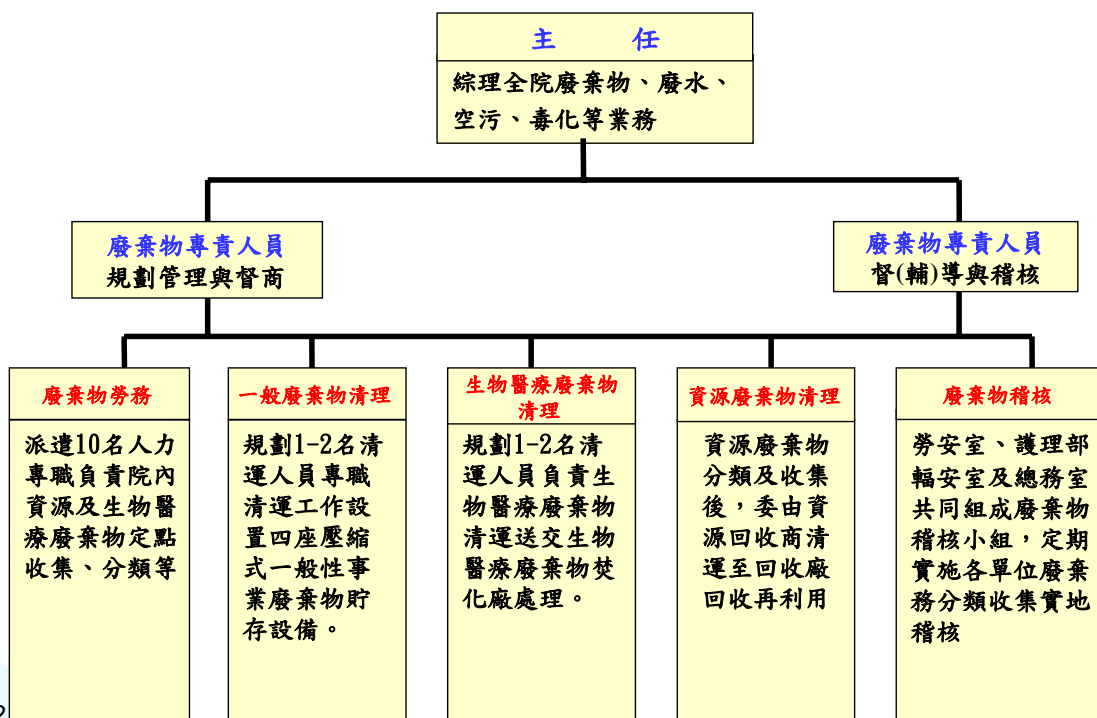 主 任
綜理全院廢棄物、廢水、
空污、毒化等業務
廢棄物專責人員
規劃管理與督商
廢棄物專責人員
督(輔)導與稽核
廢棄物勞務
派遣10名人力
專職負責院內
資源及生物醫
療廢棄物定點
收集、分類等
一般廢棄物清理
規劃1-2名清
運人員專職
清運工作設
置四座壓縮
式一般性事
業廢棄物貯
存設備。
生物醫療廢棄物
清理
規劃1-2名清
運人員負責生
物醫療廢棄物
清運送交生物
醫療廢棄物焚
化廠處理。
資源廢棄物清理
資源廢棄物
分類及收集
後，委由資
源回收商清
運至回收廠
回收再利用
廢棄物稽核
勞安室、護理部
輻安室及總務室
共同組成廢棄物
稽核小組，定期
實施各單位廢棄
務分類收集實地
稽核